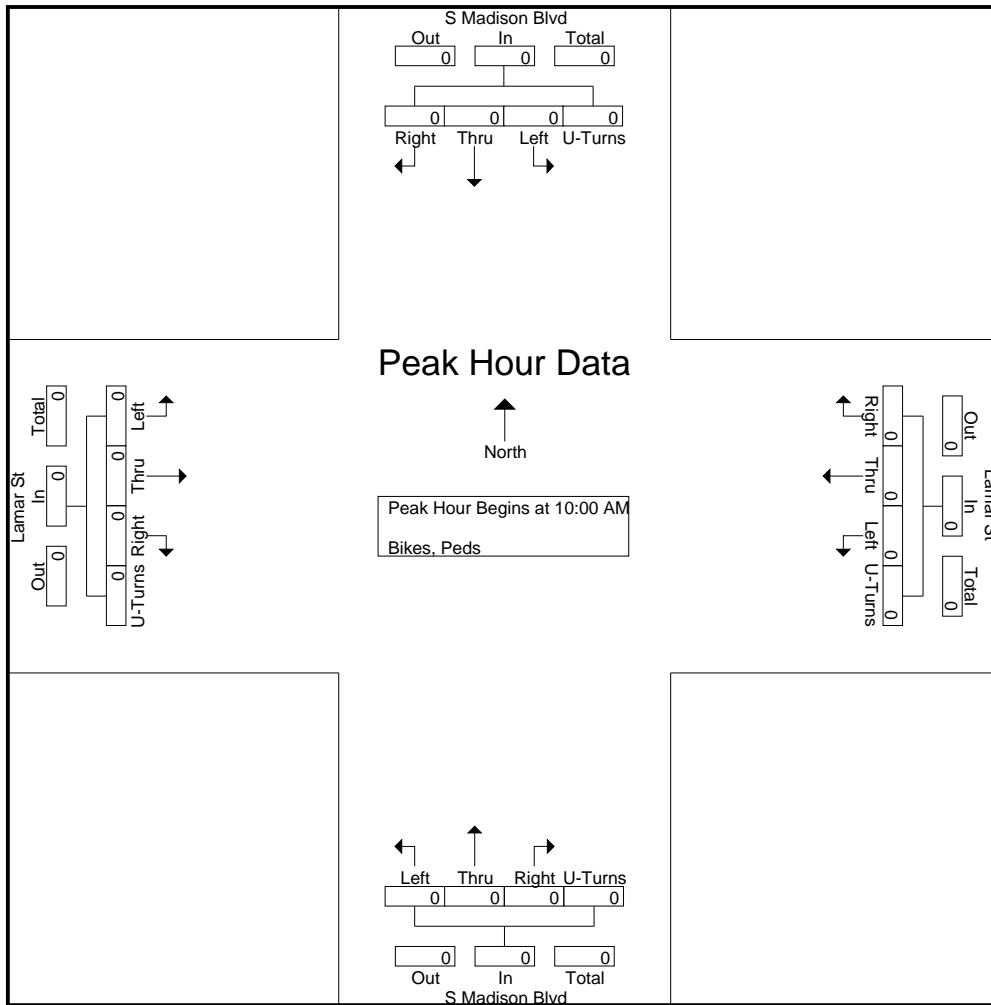 S Madison Blvd
Out In Total
0 0 0
0 0 0 0
Right Thru Left U-Turns
Peak Hour Data
North
Peak Hour Begins at 10:00 AM
Bikes, Peds
Lamar St
Total In Out
0 0 0
0 0 0 0
Left Thru Right U-Turns
Right Thru Left U-Turns
0 0 0 0
0 0 0
Out In Total
Lamar St
Left Thru Right U-Turns
0 0 0 0
0 0 0
Out In Total
S Madison Blvd